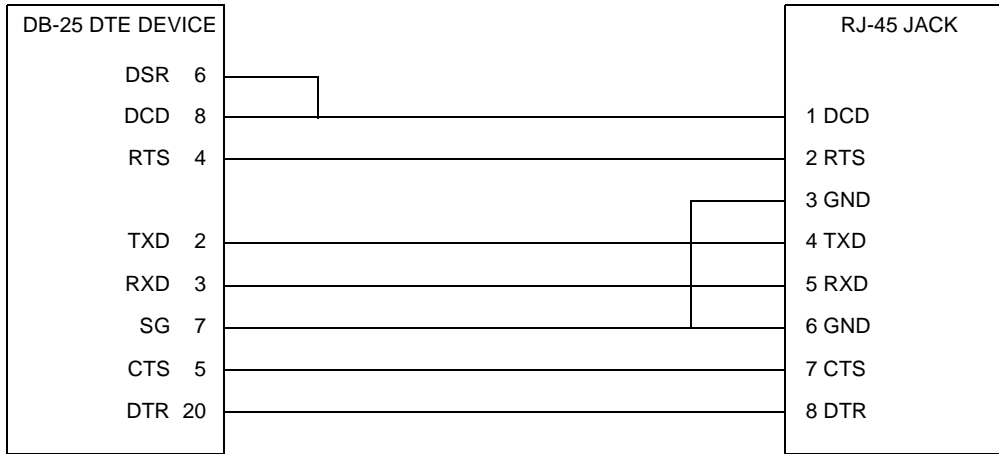 DB-25 DTE DEVICE RJ-45 JACK
DSR 6
DCD 8 1 DCD
RTS 4 2 RTS
3 GND
TXD 2 4 TXD
RXD 3 5 RXD
SG 7 6 GND
CTS 5 7 CTS
DTR 20 8 DTR